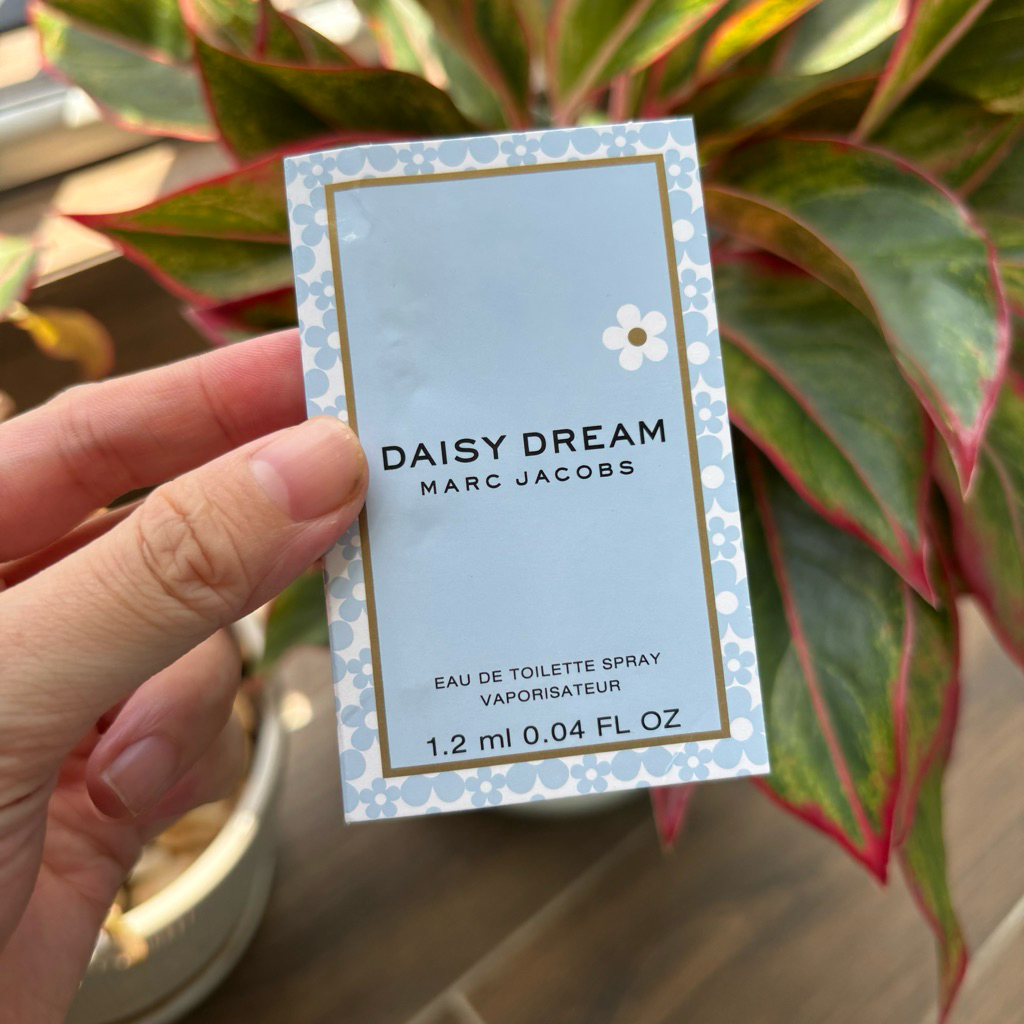 DAISY DREAM
MARC JACOBS
EAU DE TOILETTE SPRAY
VAPORISATEUR
1.2 ml 0.04 FL OZ